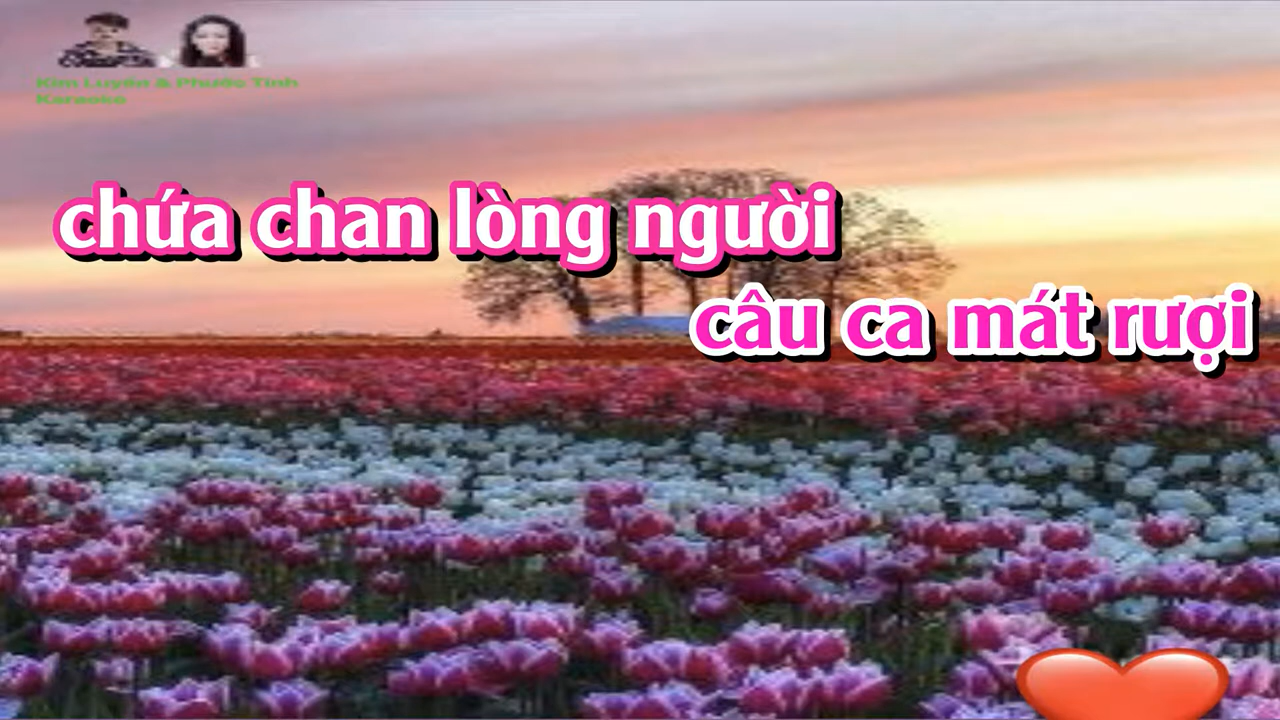 Kim Luyến & Phước Tình
Karaoke
chứa chan lòng người
câu ca mát rượi